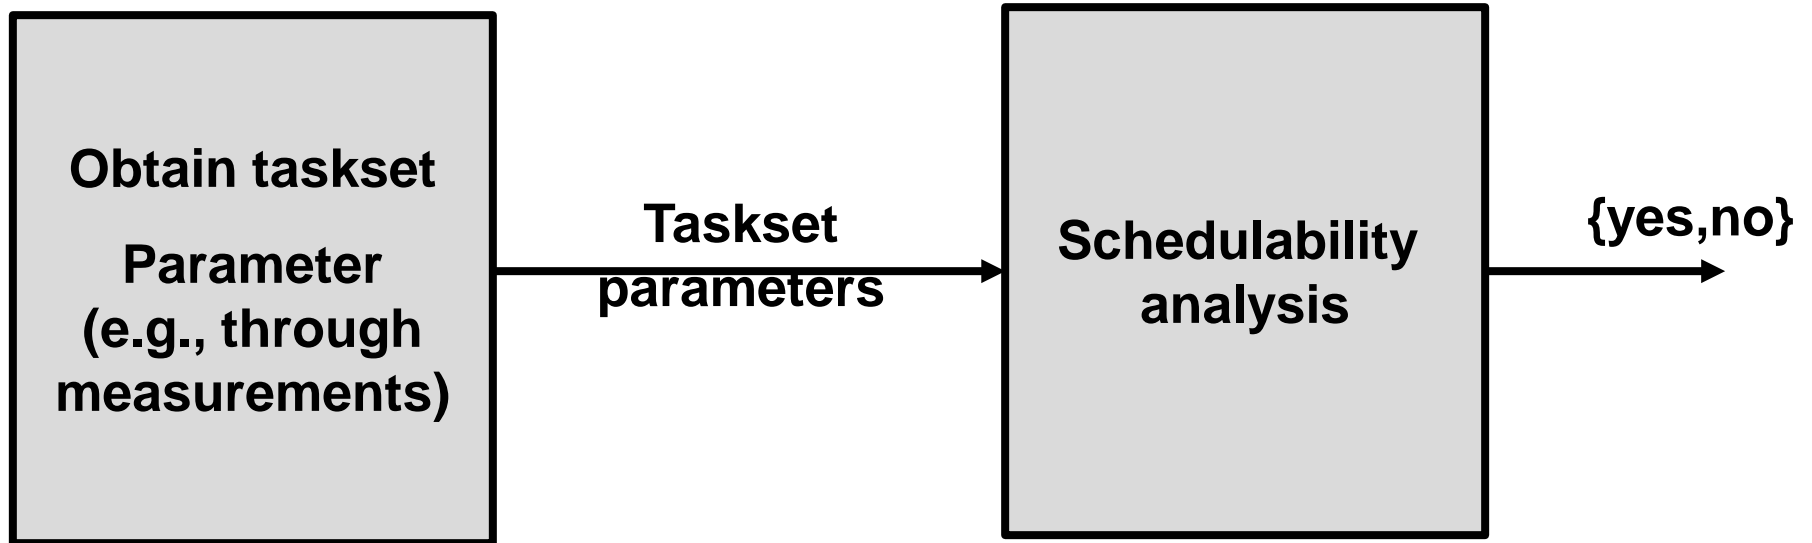 Obtain taskset
Parameter
(e.g., through
measurements)
Taskset
parameters
Schedulability
analysis
{yes,no}